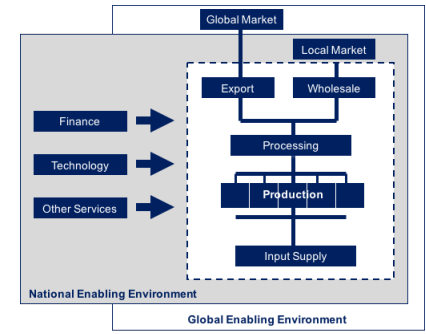 Global Market
Local Market
Export
Wholesale
Finance
Processing
Technology
Production
Other Services
Input Supply
National Enabling Environment
Global Enabling Environment